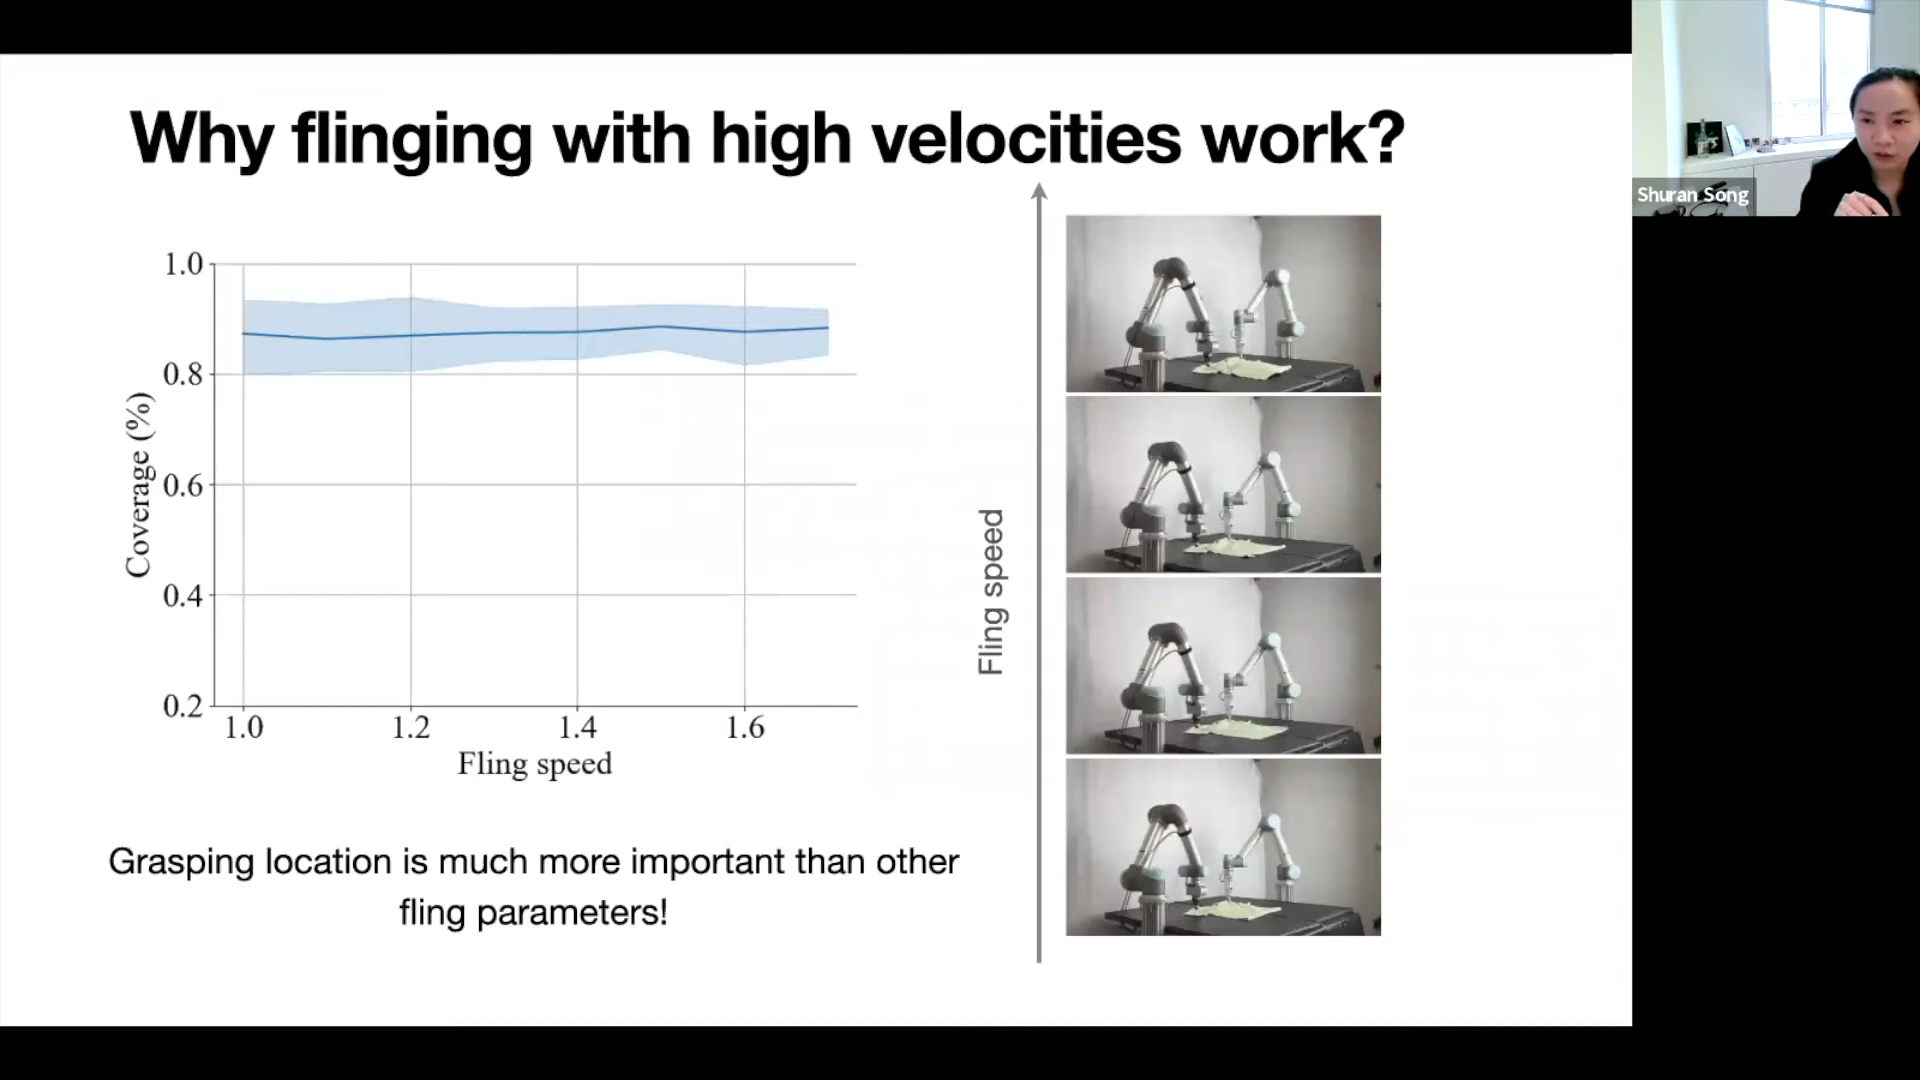 Why flinging with high velocities work?
Shuran Song
1.0
0.8
0.6
0.4
0.2
Coverage (%)
1.0 1.2 1.4 1.6
Fling speed
Fling speed
Grasping location is much more important than other
fling parameters!